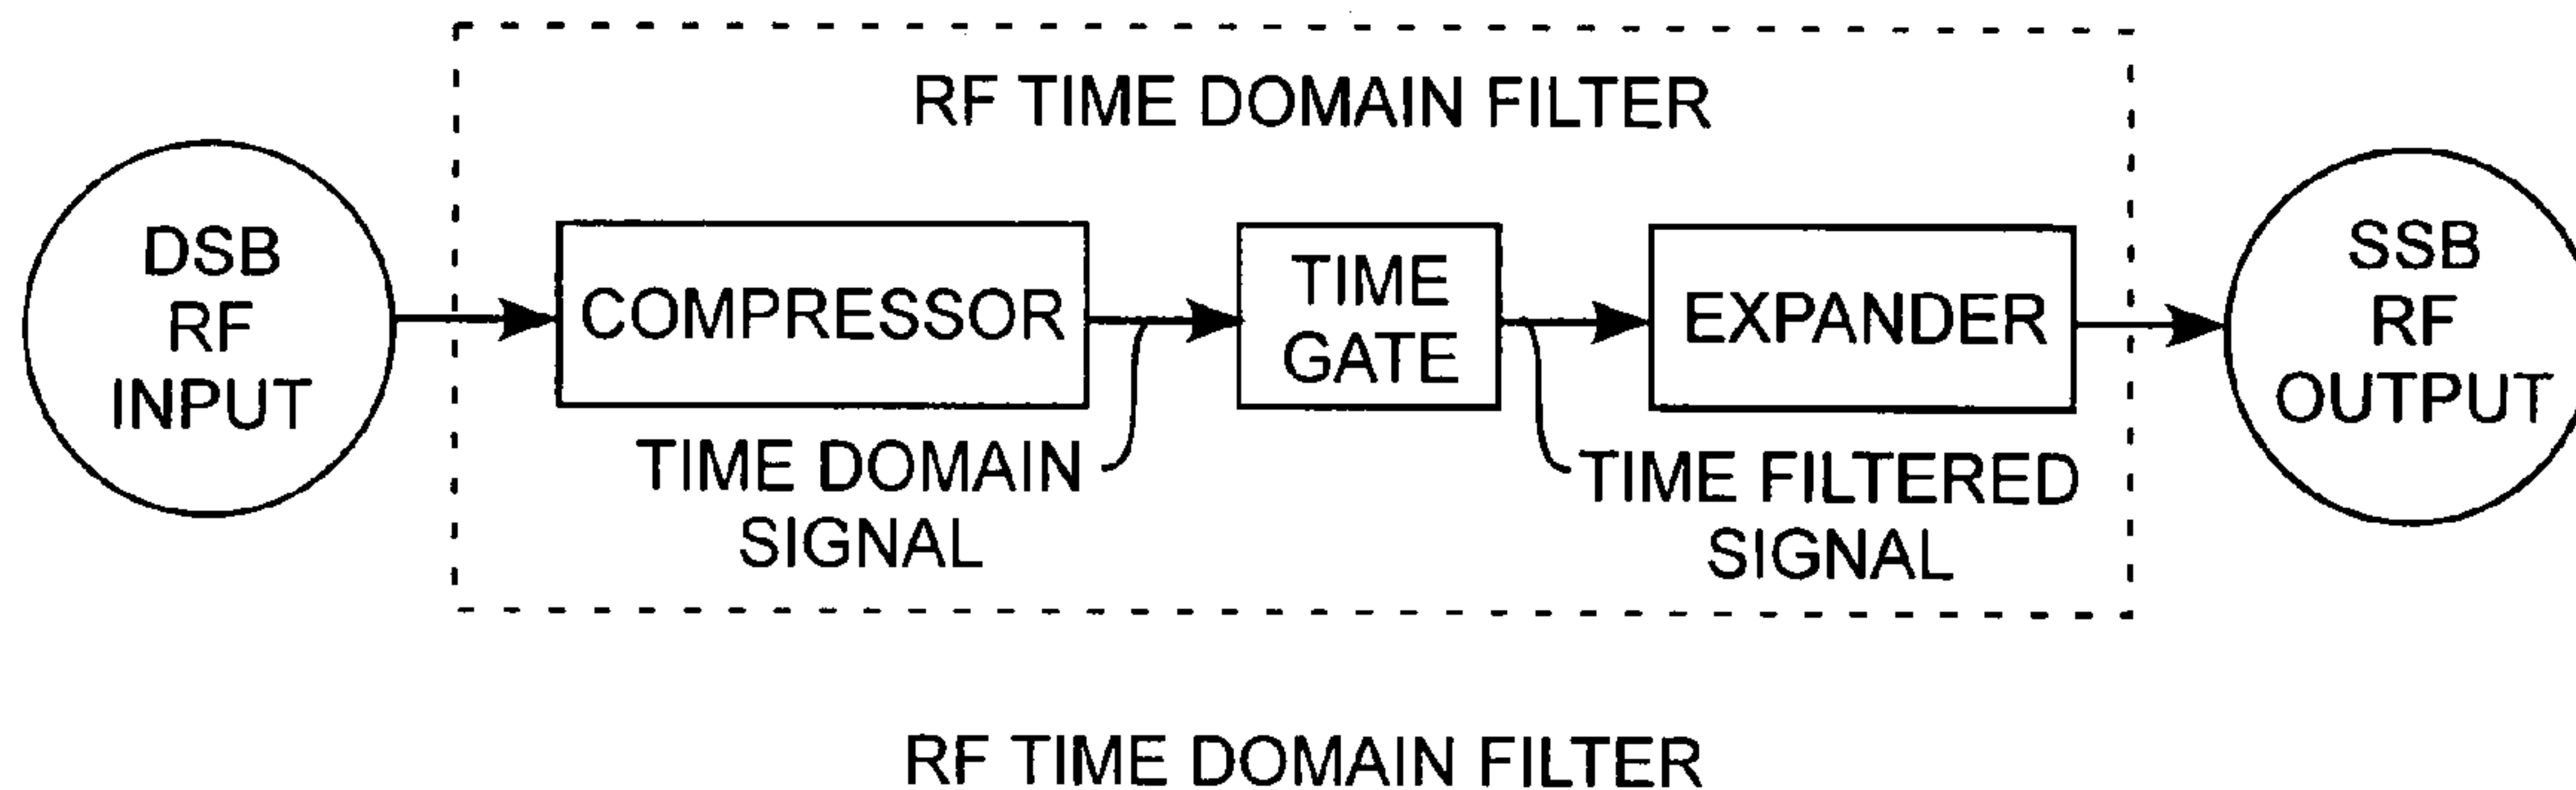 RF TIME DOMAIN FILTER
DSB
RF
INPUT
COMPRESSOR
TIME
GATE
EXPANDER
SSB
RF
OUTPUT
TIME DOMAIN
SIGNAL
TIME FILTERED
SIGNAL
RF TIME DOMAIN FILTER